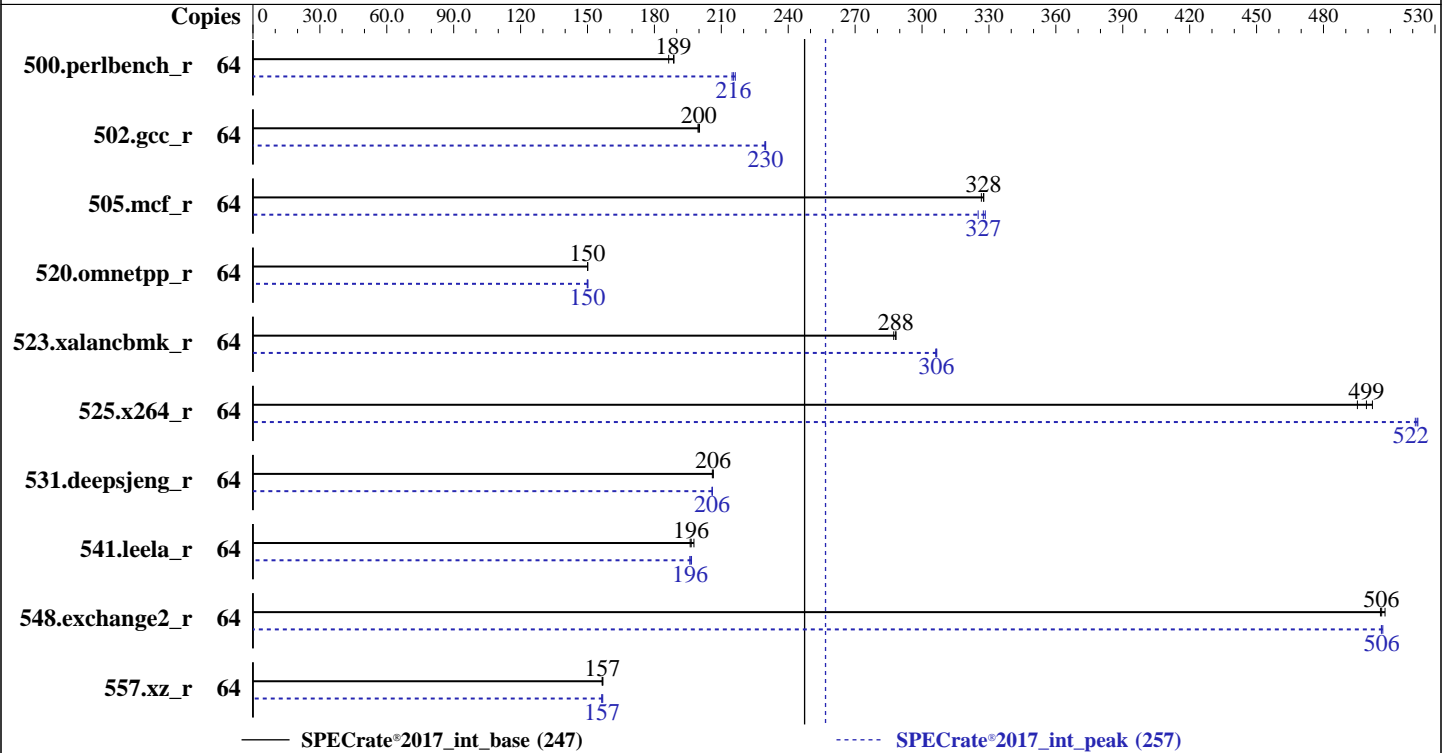 Copies 0 30.0 60.0 90.0 120 150 180 210 240 270 300 330 360 390 420 450 480 530
189
500.perlbench_r 64
216
200
502.gcc_r 64
230
328
505.mcf_r 64
327
150
520.omnetpp_r 64
150
288
523.xalancbmk_r 64
306
499
525.x264_r 64
522
206
531.deepsjeng_r 64
206
196
541.leela_r 64
196
506
548.exchange2_r 64
506
157
557.xz_r 64
157
SPECrate®2017_int_base (247) SPECrate®2017_int_peak (257)